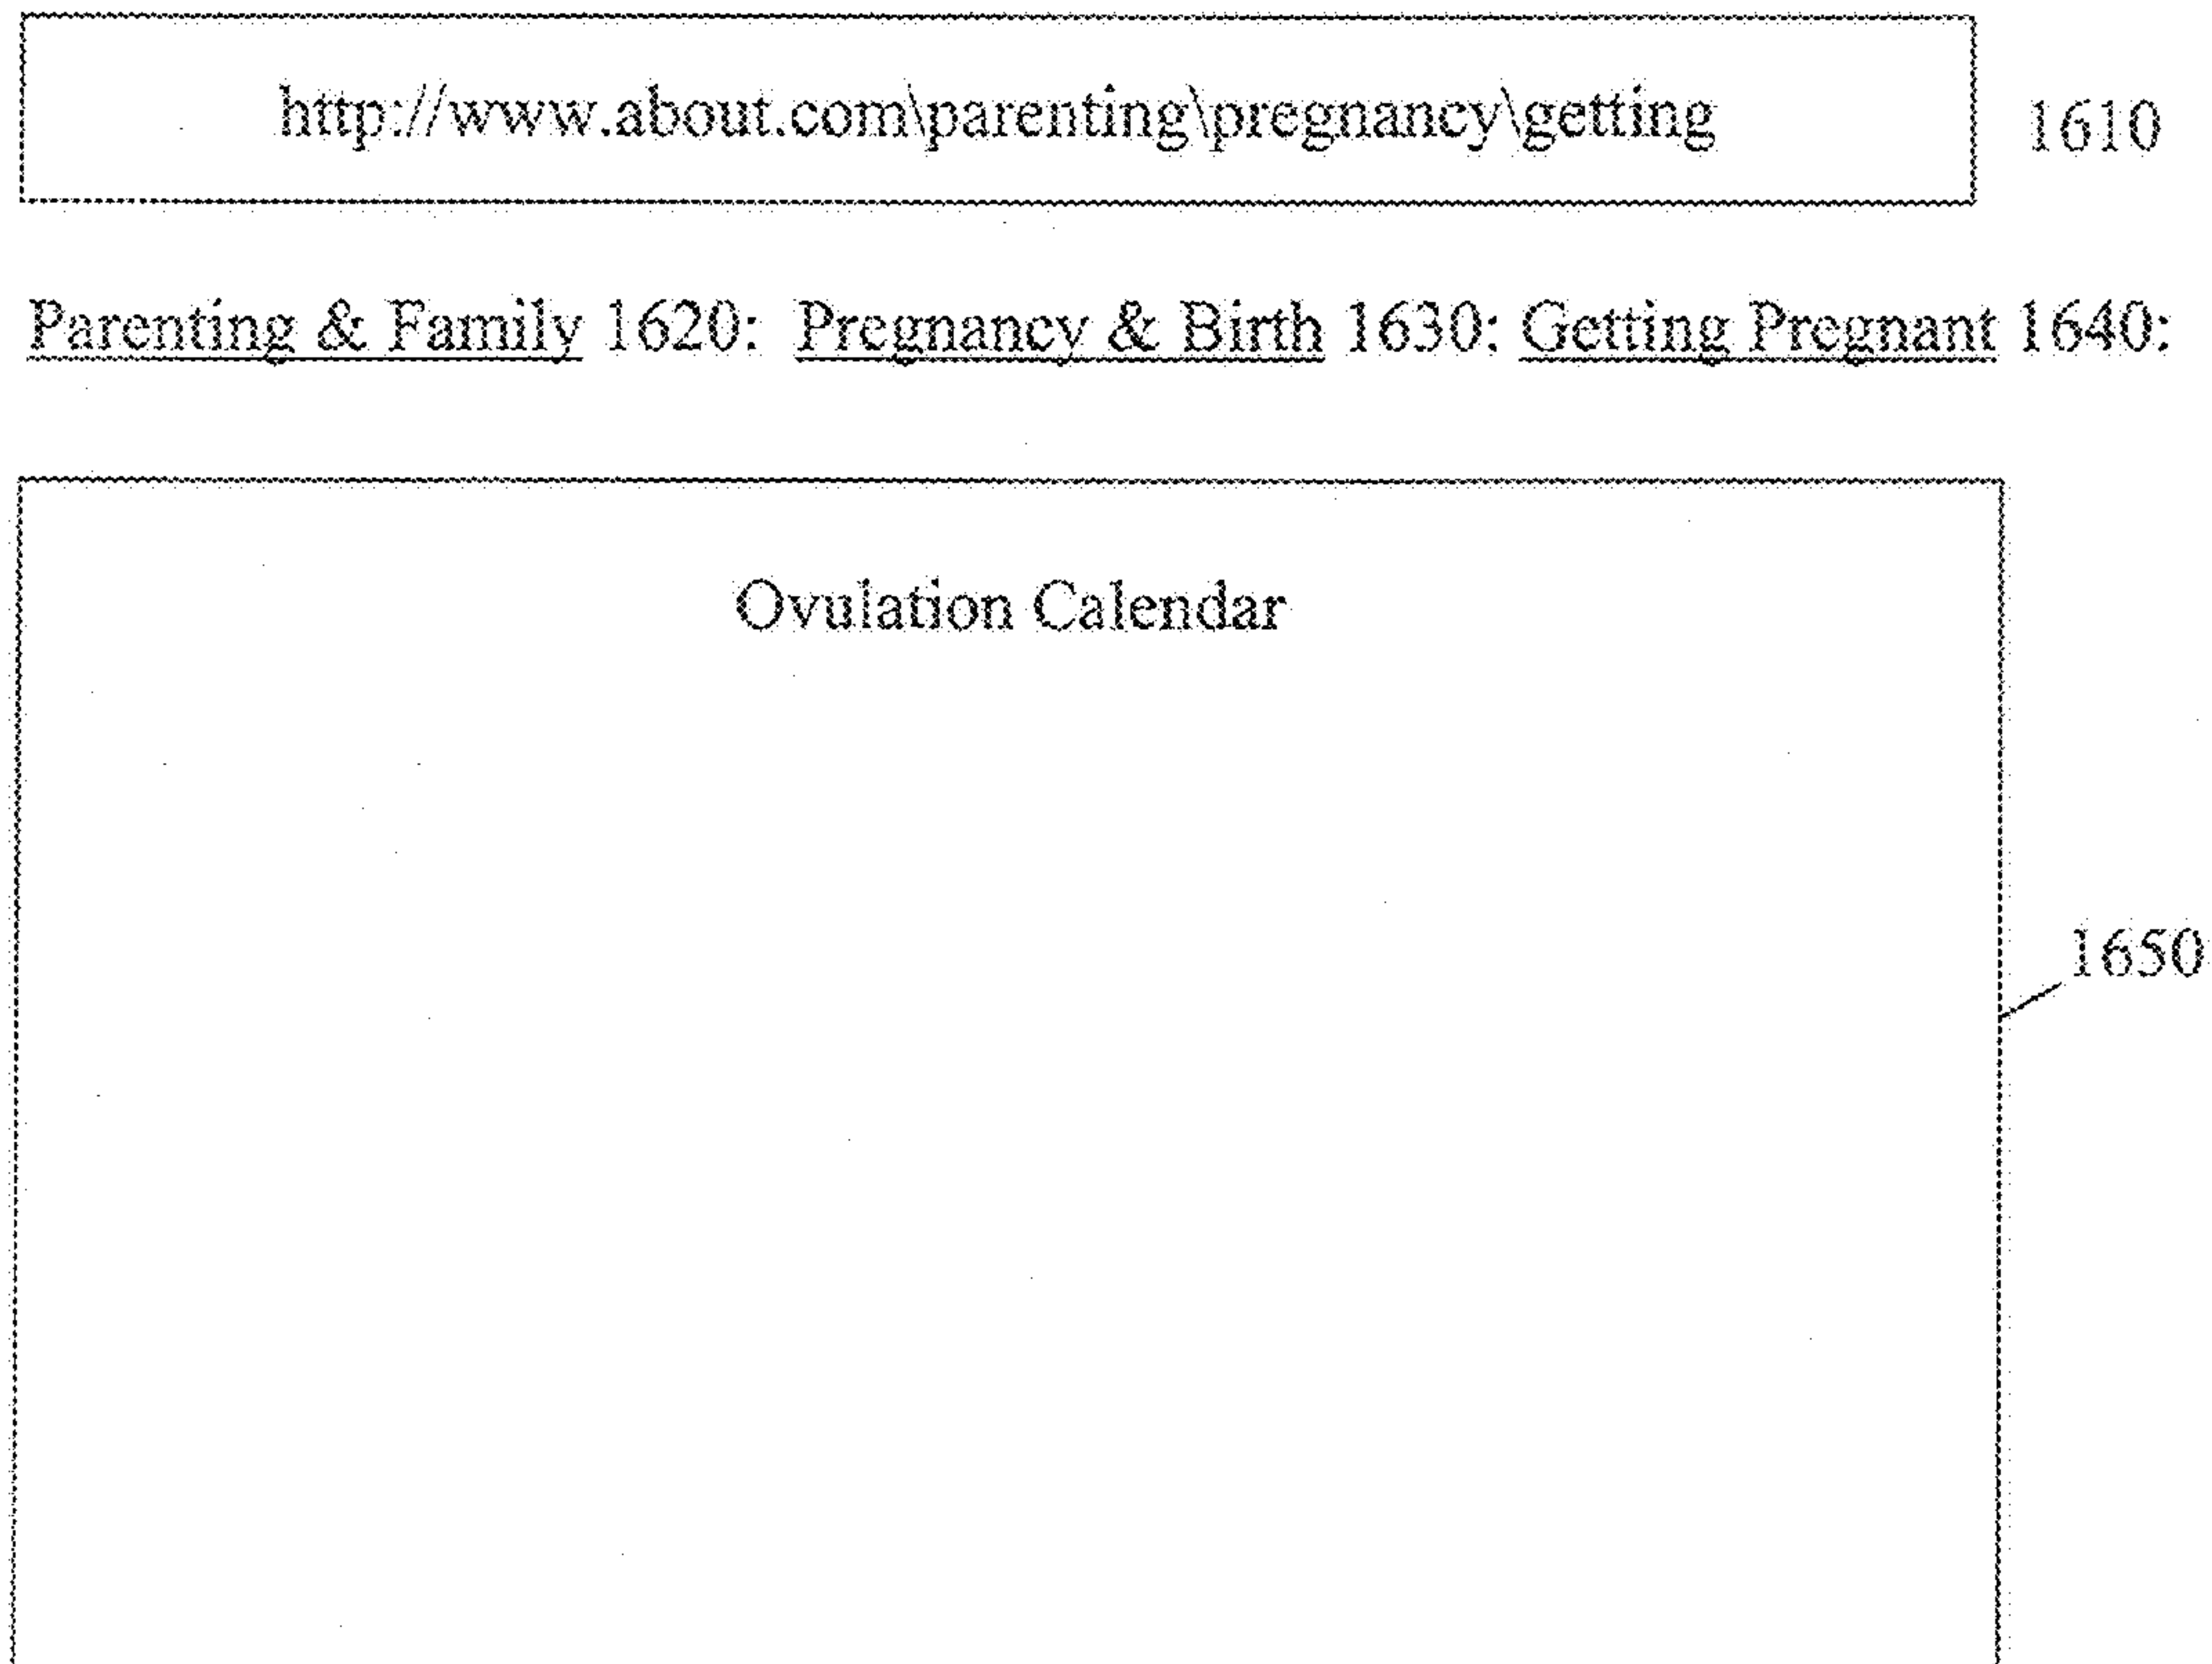 http://www.about.com\parenting\pregnancy\getting 1610
Parenting & Family 1620: Pregnancy & Birth 1630: Getting Pregnant 1640:
Ovulation Calendar
1650